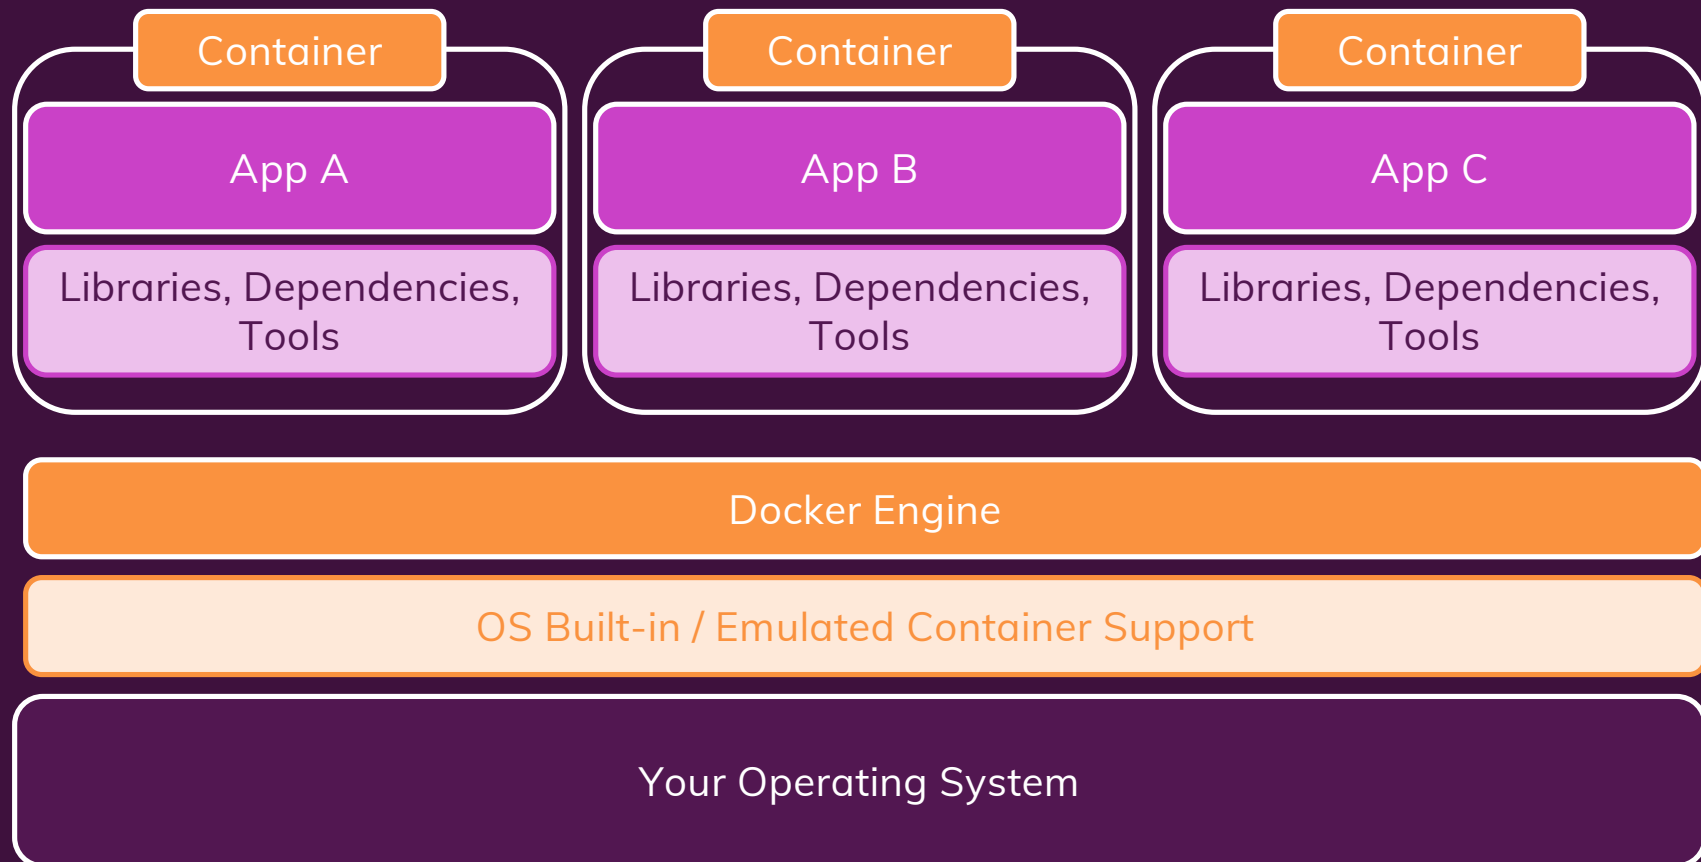 Container
Container
Container
App A
App B
App C
Libraries, Dependencies,
Tools
Libraries, Dependencies,
Tools
Libraries, Dependencies,
Tools
Docker Engine
OS Built-in / Emulated Container Support
Your Operating System